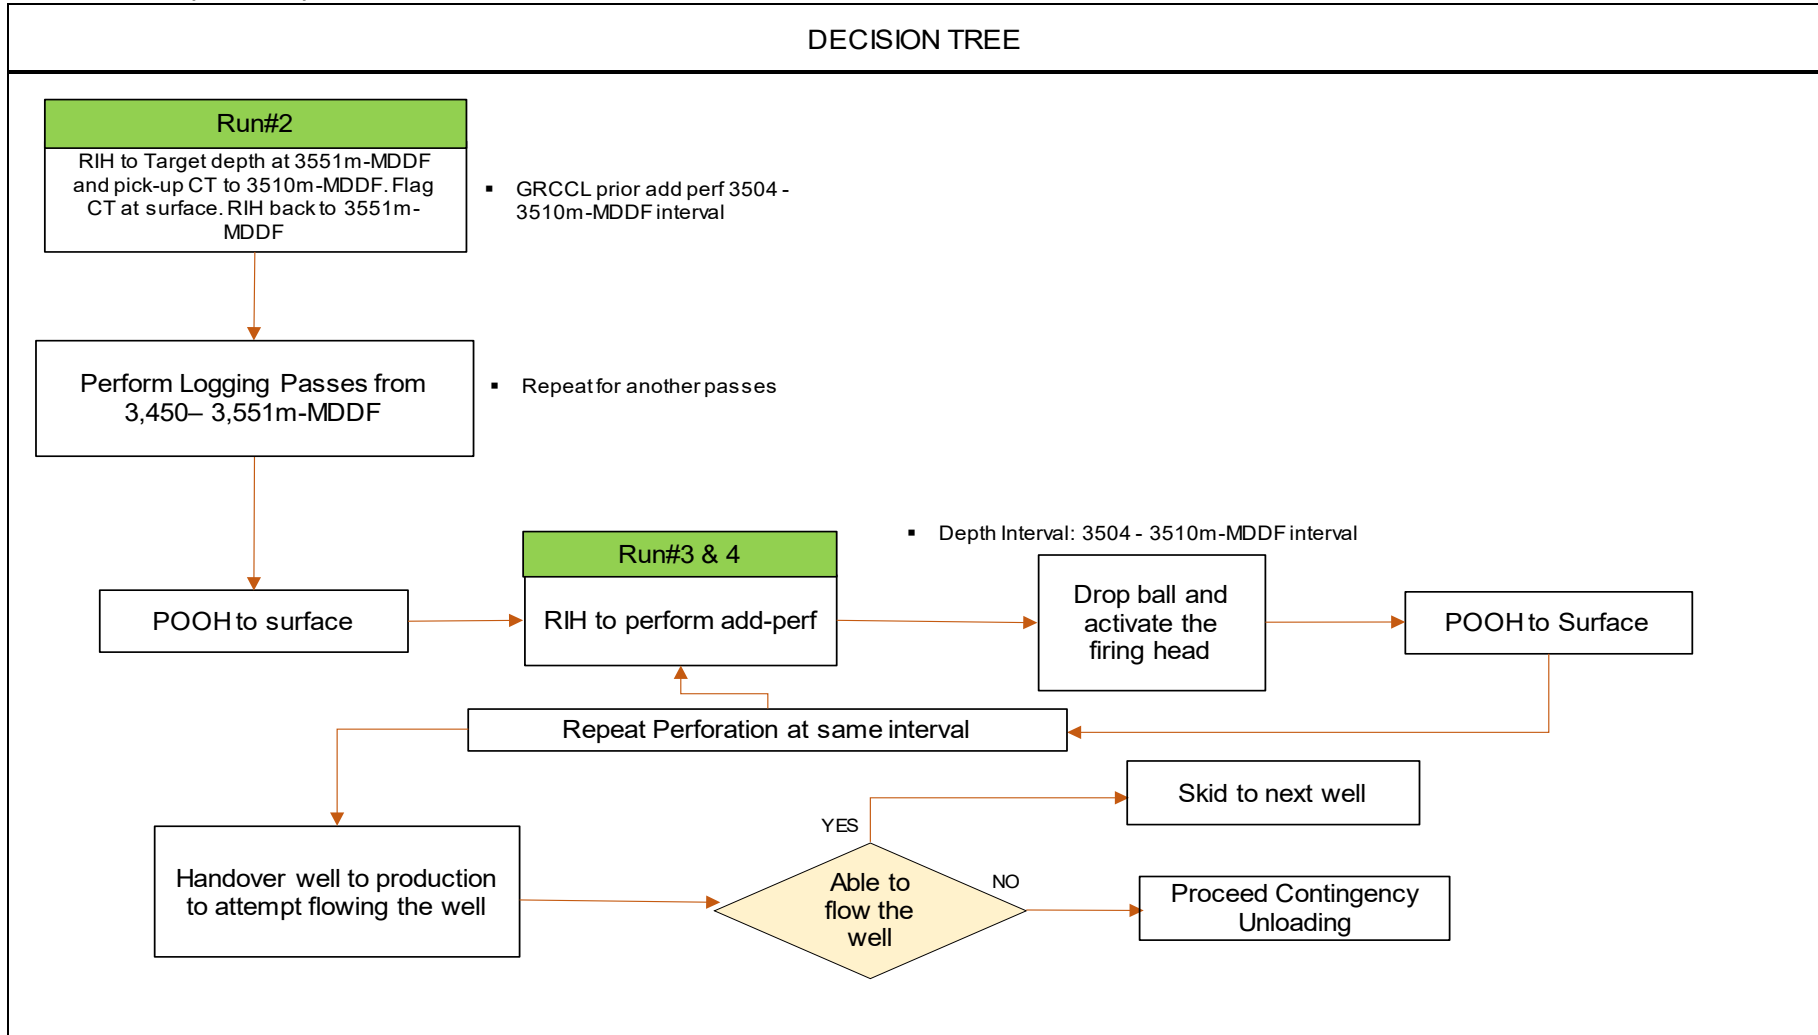 DECISION TREE
Run#2
RIH to Target depth at 3551m-MDDF
and pick-up CT to 3510m-MDDF. Flag
CT at surface. RIH back to 3551m-
MDDF
▪ GRCCL prior add perf 3504 -
3510m-MDDF interval
Perform Logging Passes from
3,450– 3,551m-MDDF
▪ Repeat for another passes
POOH to surface
Run#3 & 4
RIH to perform add-perf
▪ Depth Interval: 3504 - 3510m-MDDF interval
Drop ball and
activate the
firing head
POOH to Surface
Repeat Perforation at same interval
Handover well to production
to attempt flowing the well
Able to
flow the
well
YES
Skid to next well
NO
Proceed Contingency
Unloading